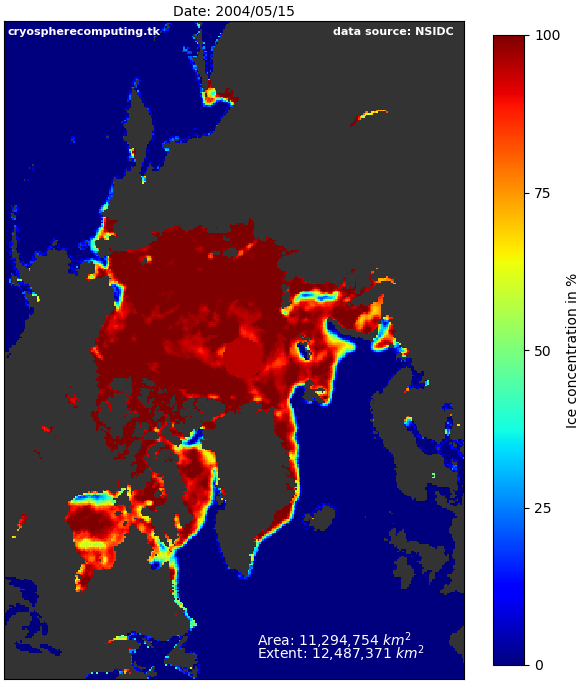 Date: 2004/05/15
cryospherecomputing.tk data source: NSIDC
Area: 11,294,754 km²
Extent: 12,487,371 km²
100
75
50
25
0
Ice concentration in %